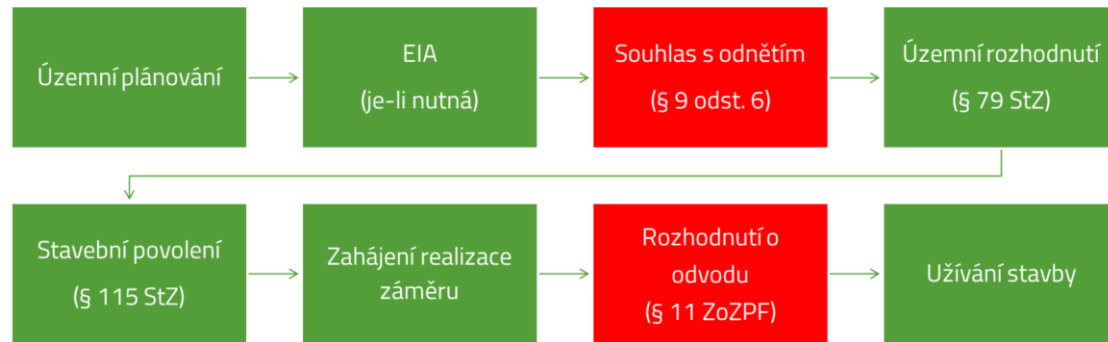 Územní plánování
EIA
(je-li nutná)
Souhlas s odnětím
(§ 9 odst. 6)
Územní rozhodnutí
(§ 79 StZ)
Stavební povolení
(§ 115 StZ)
Zahájení realizace
záměru
Rozhodnutí o
odvodu
(§ 11 ZoZPF)
Užívání stavby